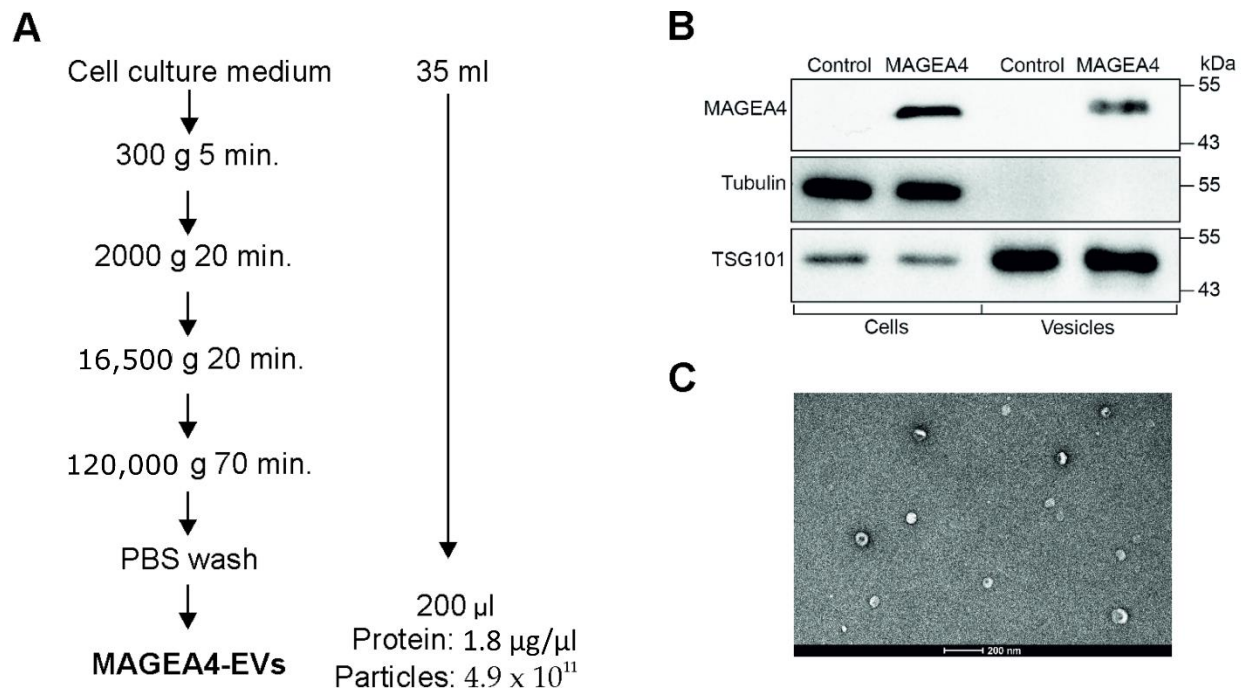 A
Cell culture medium
35 ml
300 g 5 min.
2000 g 20 min.
16,500 g 20 min.
120,000 g 70 min.
PBS wash
MAGEA4-EVs
200 µl
Protein: 1.8 µg/µl
Particles: 4.9 x 10¹¹
B
Control MAGEA4 Control MAGEA4 kDa
MAGEA4
55
43
Tubulin
55
TSG101
55
43
Cells Vesicles
C
200 nm